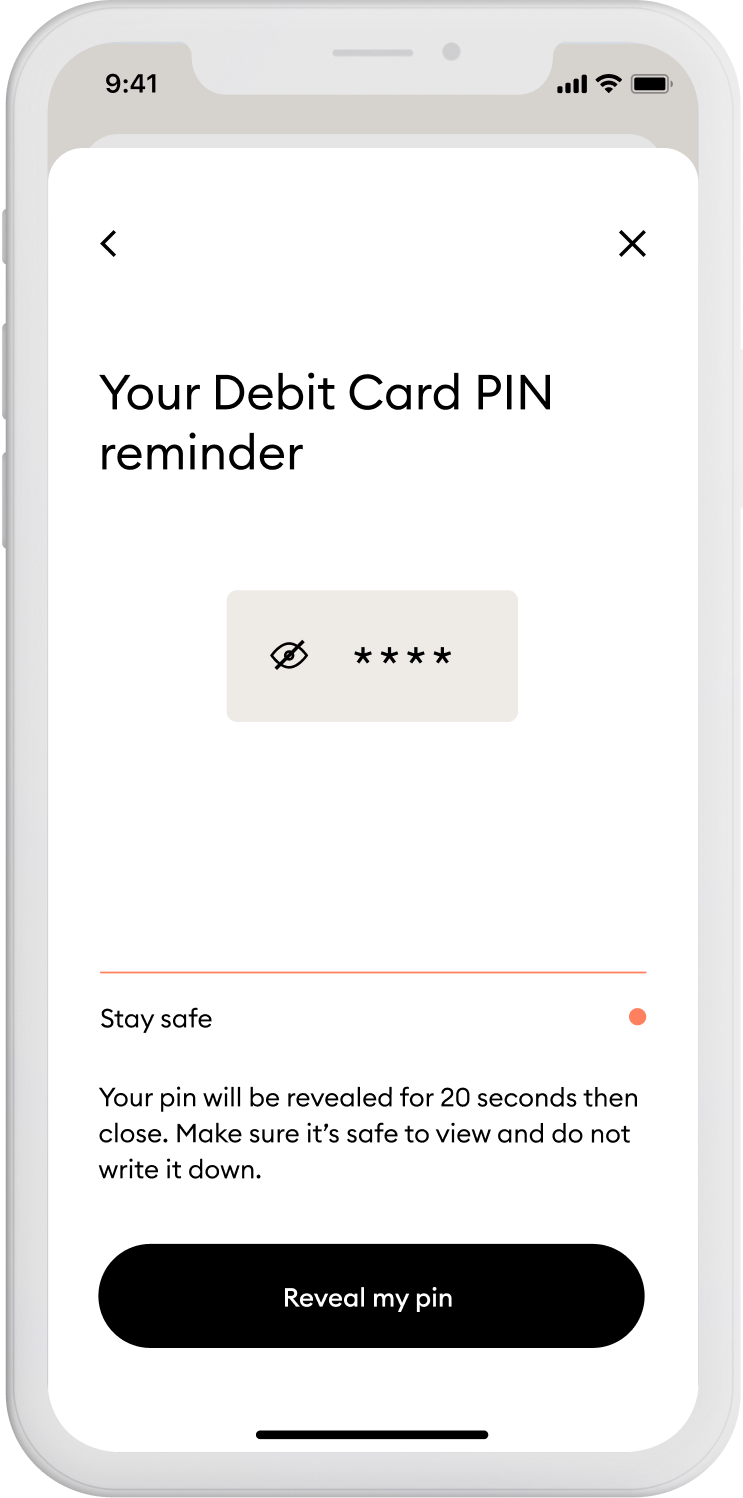 9:41
Your Debit Card PIN
reminder
****
Stay safe
Your pin will be revealed for 20 seconds then
close. Make sure it’s safe to view and do not
write it down.
Reveal my pin